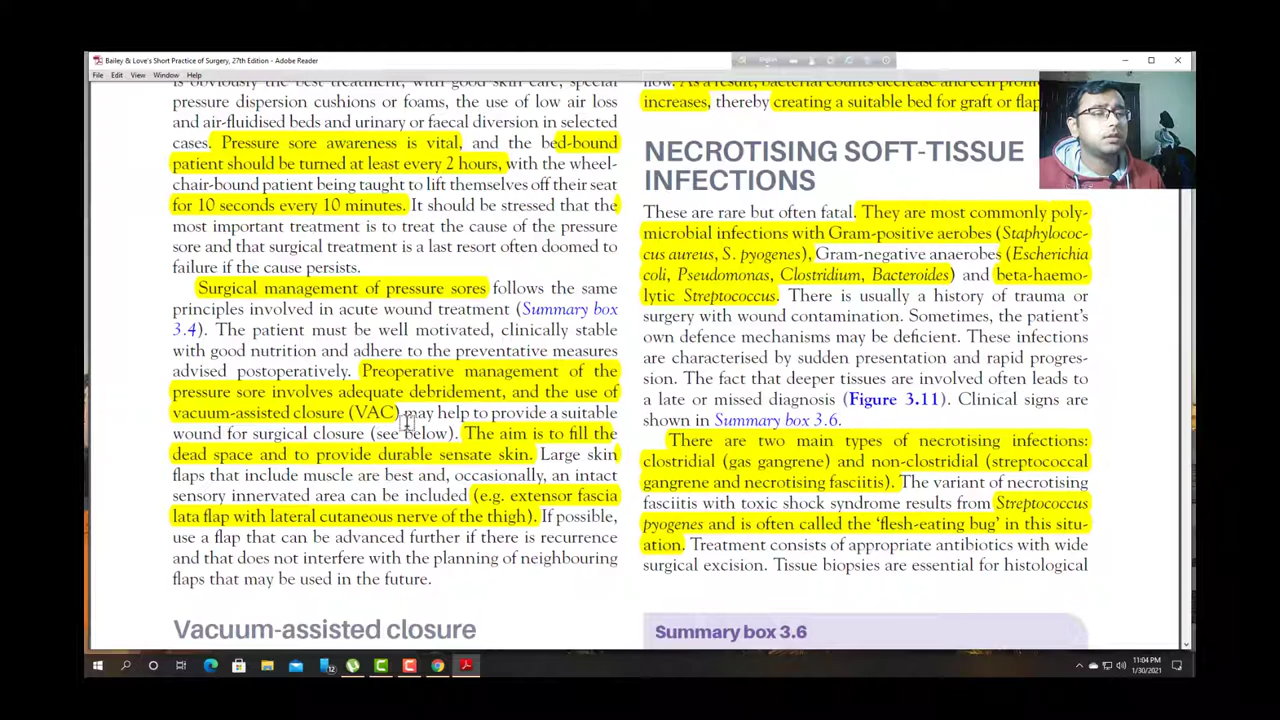 Bailey & Love's Short Practice of Surgery, 27th Edition - Adobe Reader
File Edit View Window Help
is obviously the best treatment, with good skin care, special
pressure dispersion cushions or foams, the use of low air loss
and air-fluidised beds and urinary or faecal diversion in selected
cases. Pressure sore awareness is vital, and the bed-bound
patient should be turned at least every 2 hours, with the wheel-
chair-bound patient being taught to lift themselves off their seat
for 10 seconds every 10 minutes. It should be stressed that the
most important treatment is to treat the cause of the pressure
sore and that surgical treatment is a last resort often doomed to
failure if the cause persists.
Surgical management of pressure sores follows the same
principles involved in acute wound treatment (Summary box
3.4). The patient must be well motivated, clinically stable
with good nutrition and adhere to the preventative measures
advised postoperatively. Preoperative management of the
pressure sore involves adequate debridement, and the use of
vacuum-assisted closure (VAC) may help to provide a suitable
wound for surgical closure (see below). The aim is to fill the
dead space and to provide durable sensate skin. Large skin
flaps that include muscle are best and, occasionally, an intact
sensory innervated area can be included (e.g. extensor fascia
lata flap with lateral cutaneous nerve of the thigh). If possible,
use a flap that can be advanced further if there is recurrence
and that does not interfere with the planning of neighbouring
flaps that may be used in the future.
Vacuum-assisted closure
now. As a result, bacterial counts decrease and cell
increases, thereby creating a suitable bed for graft or flap
NECROTISING SOFT-TISSUE
INFECTIONS
These are rare but often fatal. They are most commonly poly-
microbial infections with Gram-positive aerobes (Staphylococ-
cus aureus, S. pyogenes), Gram-negative anaerobes (Escherichia
coli, Pseudomonas, Clostridium, Bacteroides) and beta-haemo-
lytic Streptococcus. There is usually a history of trauma or
surgery with wound contamination. Sometimes, the patient's
own defence mechanisms may be deficient. These infections
are characterised by sudden presentation and rapid progres-
sion. The fact that deeper tissues are involved often leads to
a late or missed diagnosis (Figure 3.11). Clinical signs are
shown in Summary box 3.6.
There are two main types of necrotising infections:
clostridial (gas gangrene) and non-clostridial (streptococcal
gangrene and necrotising fasciitis). The variant of necrotising
fasciitis with toxic shock syndrome results from Streptococcus
pyogenes and is often called the 'flesh-eating bug' in this situ-
ation. Treatment consists of appropriate antibiotics with wide
surgical excision. Tissue biopsies are essential for histological
Summary box 3.6
12
11:04 PM
1/30/2021